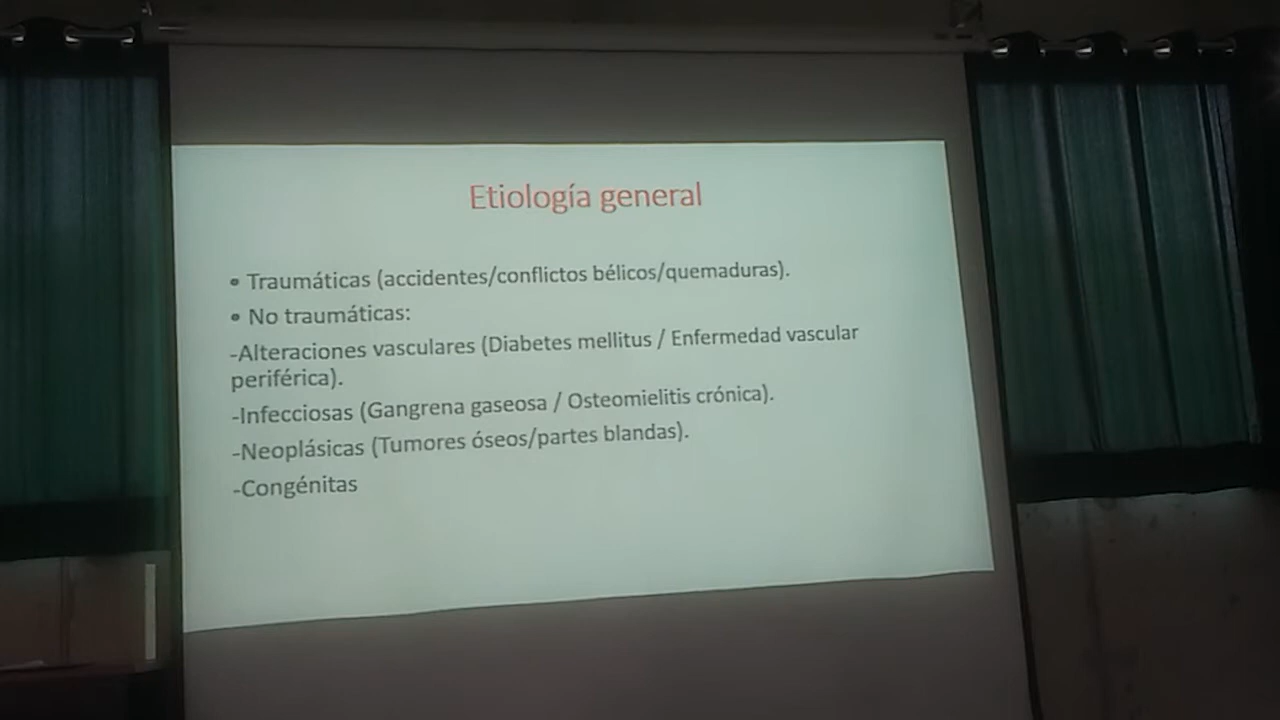 Etiología general
• Traumáticas (accidentes/conflictos bélicos/quemaduras).
• No traumáticas:
-Alteraciones vasculares (Diabetes mellitus / Enfermedad vascular
periférica).
-Infecciosas (Gangrena gaseosa / Osteomielitis crónica).
-Neoplásicas (Tumores óseos/partes blandas).
-Congénitas